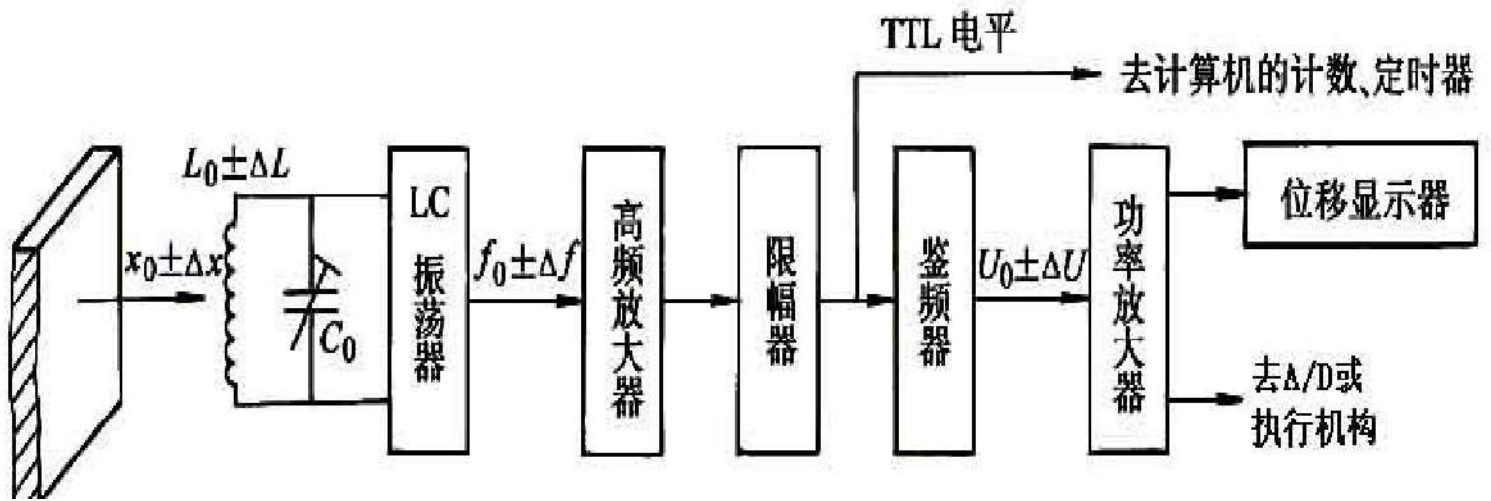 TTL 电平
去计算机的计数、定时器
L₀±ΔL
x₀±Δx
C₀
LC
振荡器
f₀±Δf
高频放大器
限幅器
鉴频器
U₀±ΔU
功率放大器
位移显示器
去A/D或
执行机构